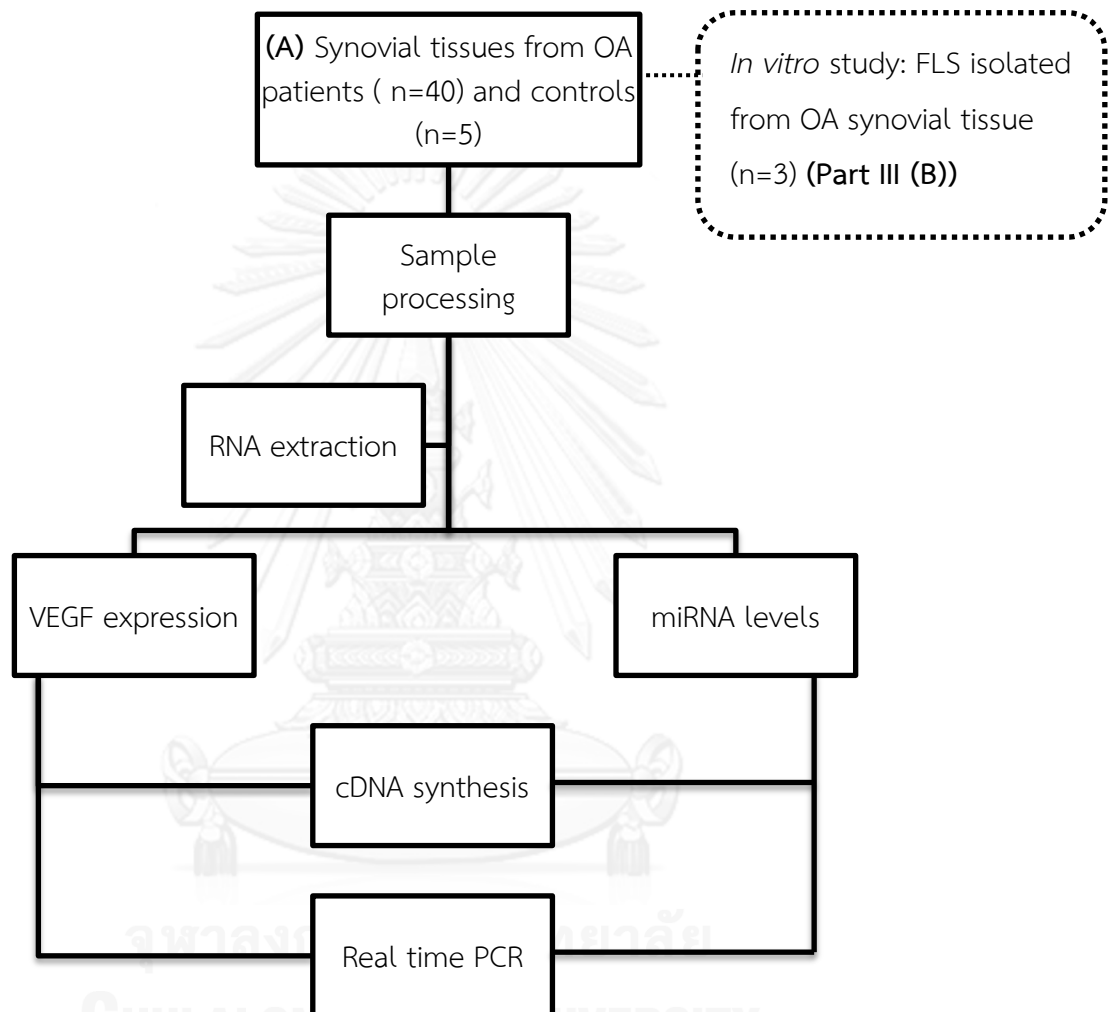 (A) Synovial tissues from OA
patients ( n=40) and controls
(n=5)
In vitro study: FLS isolated
from OA synovial tissue
(n=3) (Part III (B))
Sample
processing
RNA extraction
VEGF expression
miRNA levels
cDNA synthesis
Real time PCR